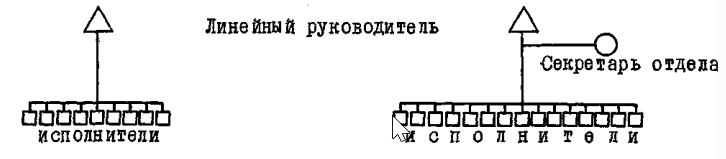 Линейный руководитель
Секретарь отдела
исполнители
исполнители